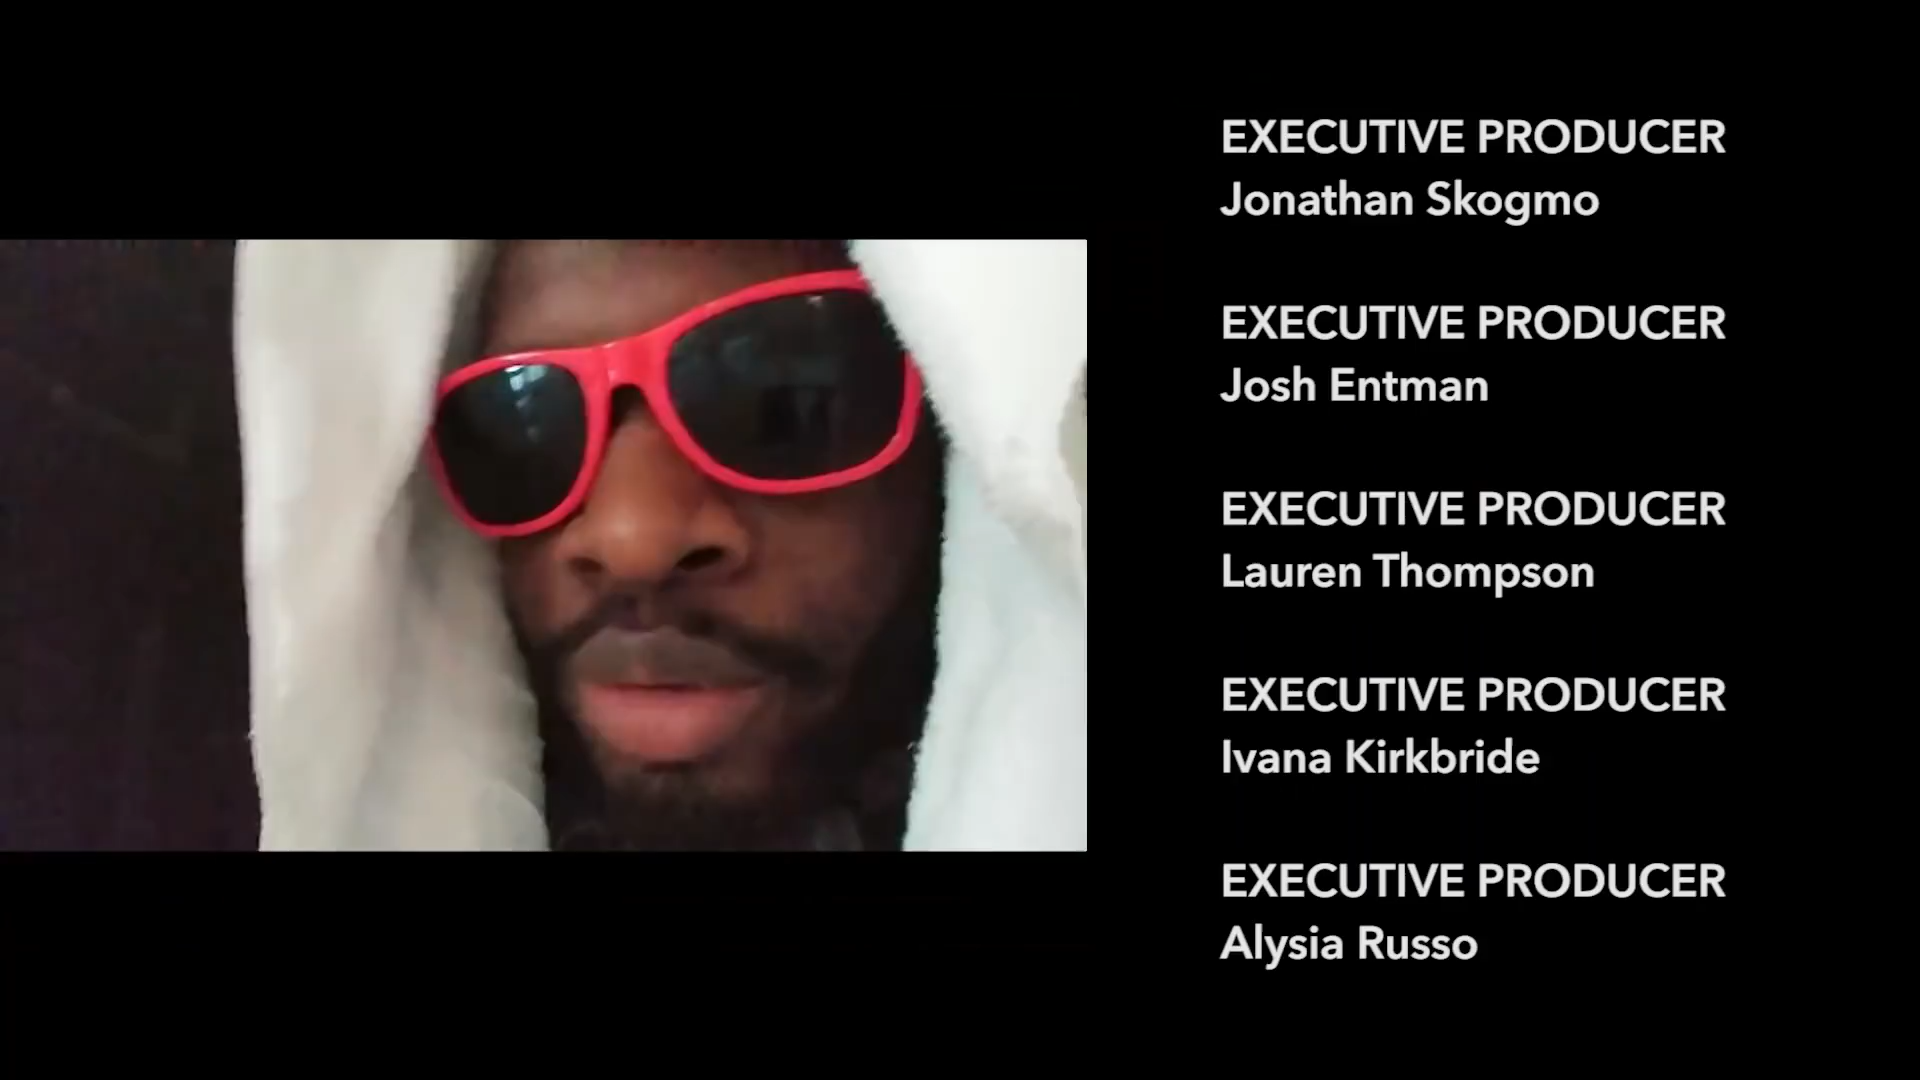 EXECUTIVE PRODUCER
Jonathan Skogmo
EXECUTIVE PRODUCER
Josh Entman
EXECUTIVE PRODUCER
Lauren Thompson
EXECUTIVE PRODUCER
Ivana Kirkbride
EXECUTIVE PRODUCER
Alysia Russo